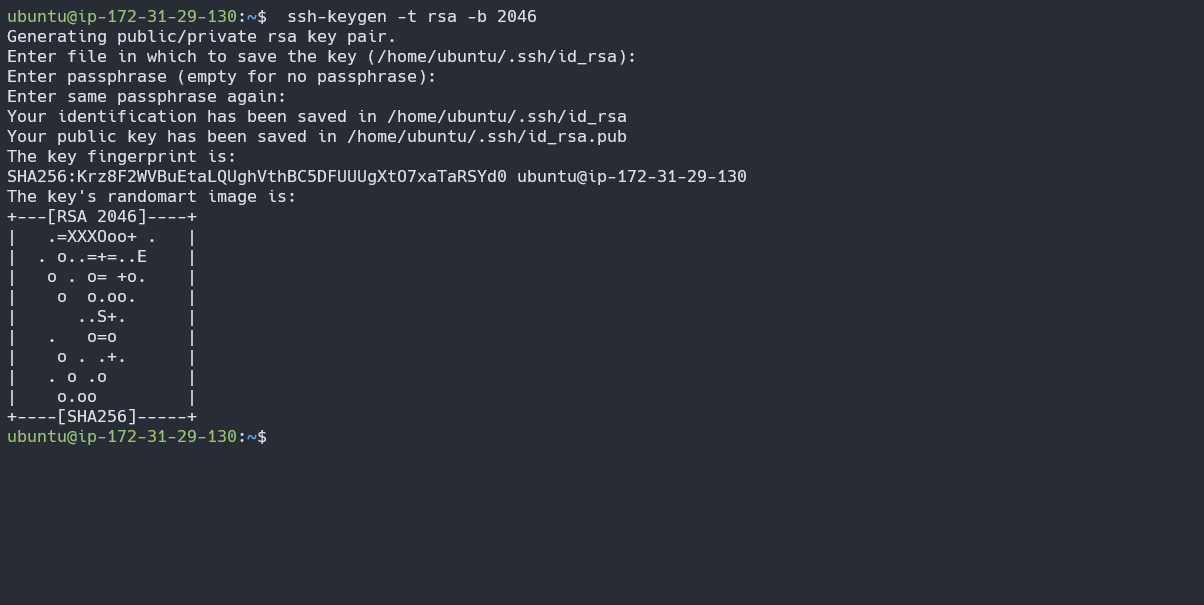 ubuntu@ip-172-31-29-130:~$  ssh-keygen -t rsa -b 2046
Generating public/private rsa key pair.
Enter file in which to save the key (/home/ubuntu/.ssh/id_rsa):
Enter passphrase (empty for no passphrase):
Enter same passphrase again:
Your identification has been saved in /home/ubuntu/.ssh/id_rsa
Your public key has been saved in /home/ubuntu/.ssh/id_rsa.pub
The key fingerprint is:
SHA256:Krz8F2WVBuEtaLQUghVthBC5DFUUUgXtO7xaTaRSYd0 ubuntu@ip-172-31-29-130
The key's randomart image is:
+---[RSA 2046]----+
|   .=XXXOoo+ .   |
|  . o..=+=..E    |
|   o . o= +o.    |
|    o  o.oo.     |
|      ..S+.      |
|   .   o=o       |
|    o . .+.      |
|   . o .o        |
|    o.oo         |
+----[SHA256]-----+
ubuntu@ip-172-31-29-130:~$